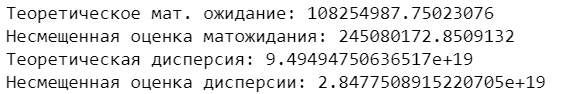 Теоретическое мат. ожидание: 108254987.75023076
Несмещенная оценка матожидания: 245080172.8509132
Теоретическая дисперсия: 9.49494750636517e+19
Несмещенная оценка дисперсии: 2.8477508915220705e+19